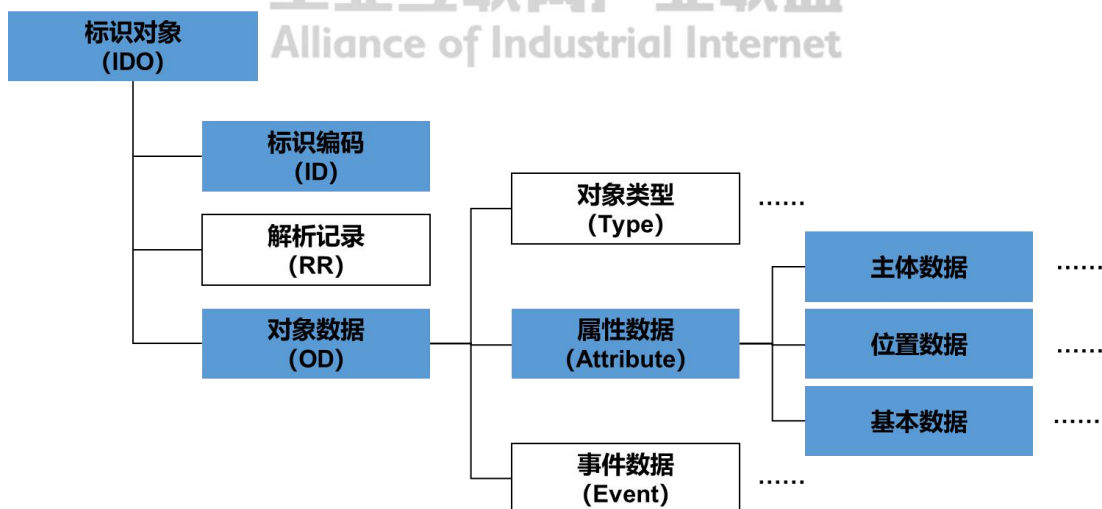 Alliance of Industrial Internet
标识对象
(IDO)
标识编码
(ID)
解析记录
(RR)
对象数据
(OD)
对象类型
(Type)
……
属性数据
(Attribute)
事件数据
(Event)
……
主体数据
……
位置数据
……
基本数据
……